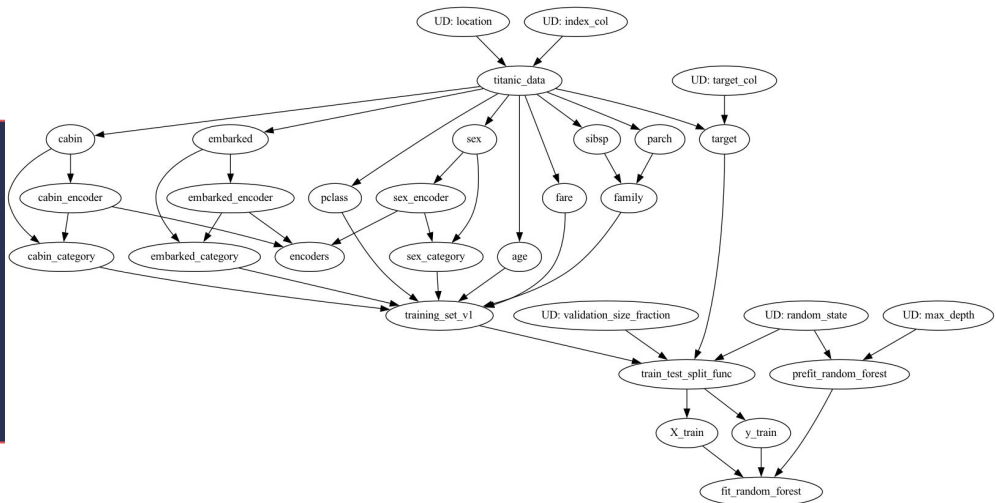 UD: location
UD: index_col
titanic_data
UD: target_col
cabin
embarked
sex
sibsp
parch
target
cabin_encoder
embarked_encoder
pclass
sex_encoder
fare
family
cabin_category
embarked_category
encoders
sex_category
age
training_set_v1
UD: validation_size_fraction
UD: random_state
UD: max_depth
train_test_split_func
prefit_random_forest
X_train
y_train
fit_random_forest